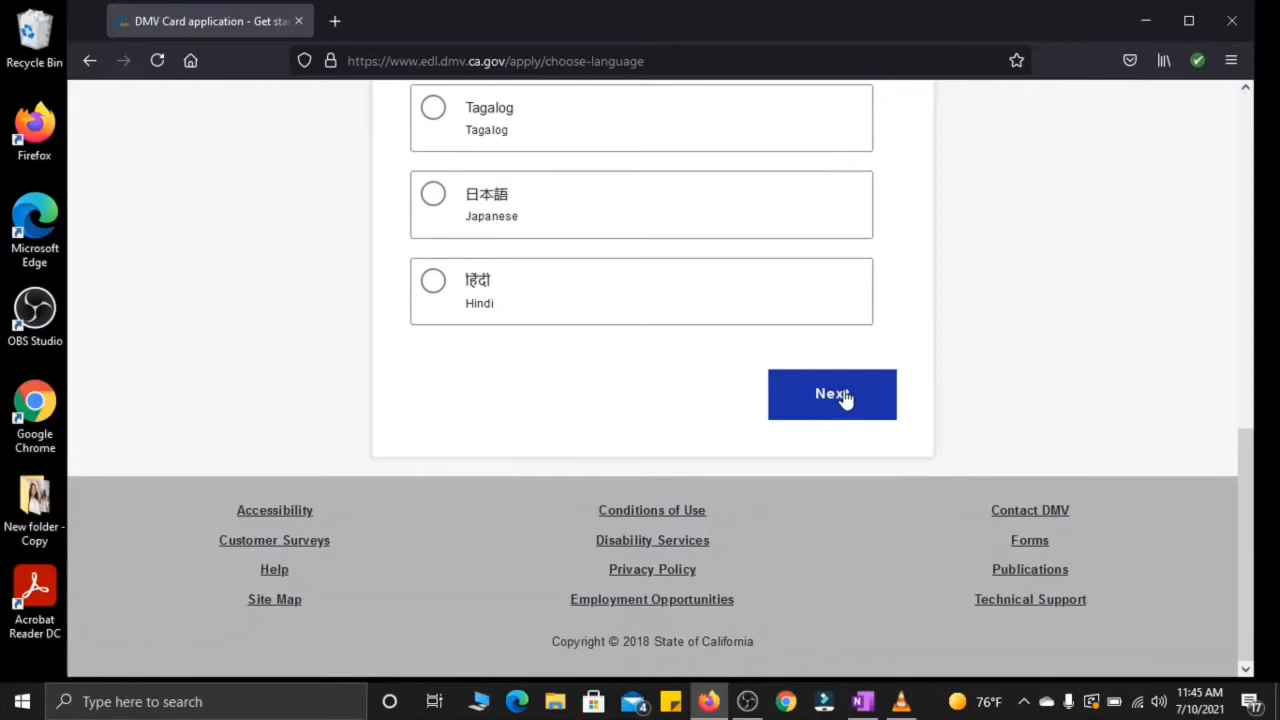 DMV Card application - Get sta
https://www.edl.dmv.ca.gov/apply/choose-language
Recycle Bin
Firefox
Microsoft
Edge
OBS Studio
Google
Chrome
New folder -
Copy
Acrobat
Reader DC
Tagalog
Tagalog
日本語
Japanese
हिंदी
Hindi
Next
Accessibility
Conditions of Use
Contact DMV
Customer Surveys
Disability Services
Forms
Help
Privacy Policy
Publications
Site Map
Employment Opportunities
Technical Support
Copyright © 2018 State of California
Type here to search
4
76°F
11:45 AM
7/10/2021
17